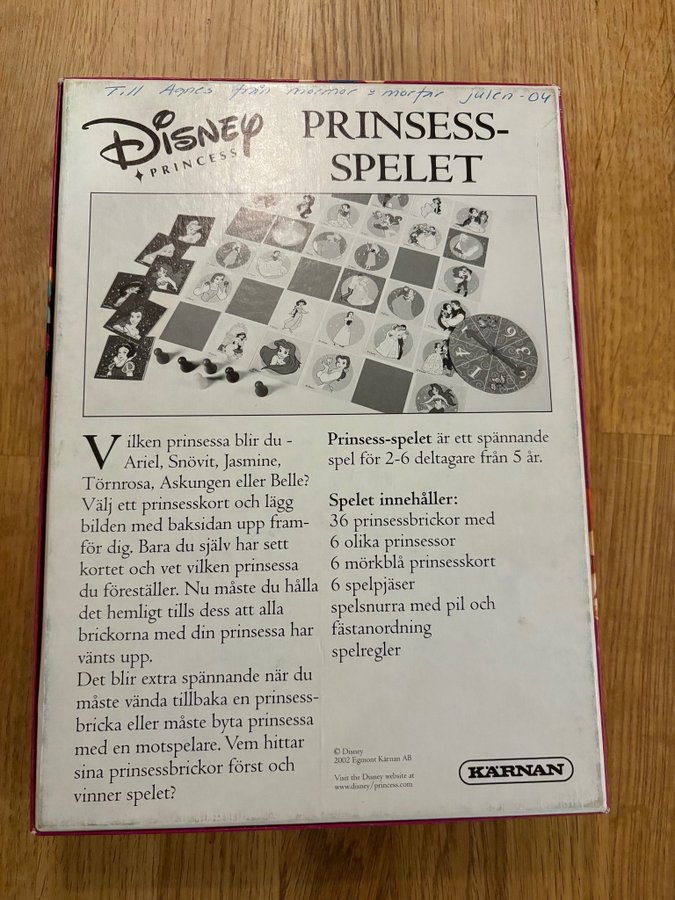 Till Agnes från mormor & morfar julen -04
Disney
PRINCESS
PRINSESS-
SPELET
Vilken prinsessa blir du -
Ariel, Snövit, Jasmine,
Törnrosa, Askungen eller Belle?
Välj ett prinsesskort och lägg
bilden med baksidan upp fram-
för dig. Bara du själv har sett
kortet och vet vilken prinsessa
du föreställer. Nu måste du hålla
det hemligt tills dess att alla
brickorna med din prinsessa har
vänts upp.
Det blir extra spännande när du
måste vända tillbaka en prinsess-
bricka eller måste byta prinsessa
med en motspelare. Vem hittar
sina prinsessbrickor först och
vinner spelet?
Prinsess-spelet är ett spännande
spel för 2-6 deltagare från 5 år.
Spelet innehåller:
36 prinsessbrickor med
6 olika prinsessor
6 mörkblå prinsesskort
6 spelpjäser
spelsnurra med pil och
fästanordning
spelregler
© Disney
2002 Egmont Kärnan AB
Visit the Disney website at
www.disney/princess.com
KÄRNAN